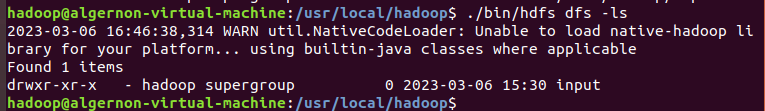 hadoop@algernon-virtual-machine:/usr/local/hadoop$ ./bin/hdfs dfs -ls
2023-03-06 16:46:38,314 WARN util.NativeCodeLoader: Unable to load native-hadoop li
brary for your platform... using builtin-java classes where applicable
Found 1 items
drwxr-xr-x   - hadoop supergroup          0 2023-03-06 15:30 input
hadoop@algernon-virtual-machine:/usr/local/hadoop$